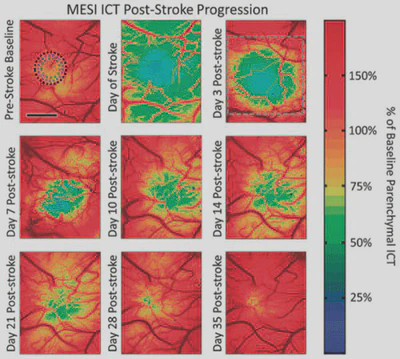 MESI ICT Post-Stroke Progression
Pre-Stroke Baseline
Day of Stroke
Day 3 Post-stroke
Day 7 Post-stroke
Day 10 Post-stroke
Day 14 Post-stroke
Day 21 Post-stroke
Day 28 Post-stroke
Day 35 Post-stroke
150%
100%
75%
50%
25%
% of Baseline Parenchymal ICT